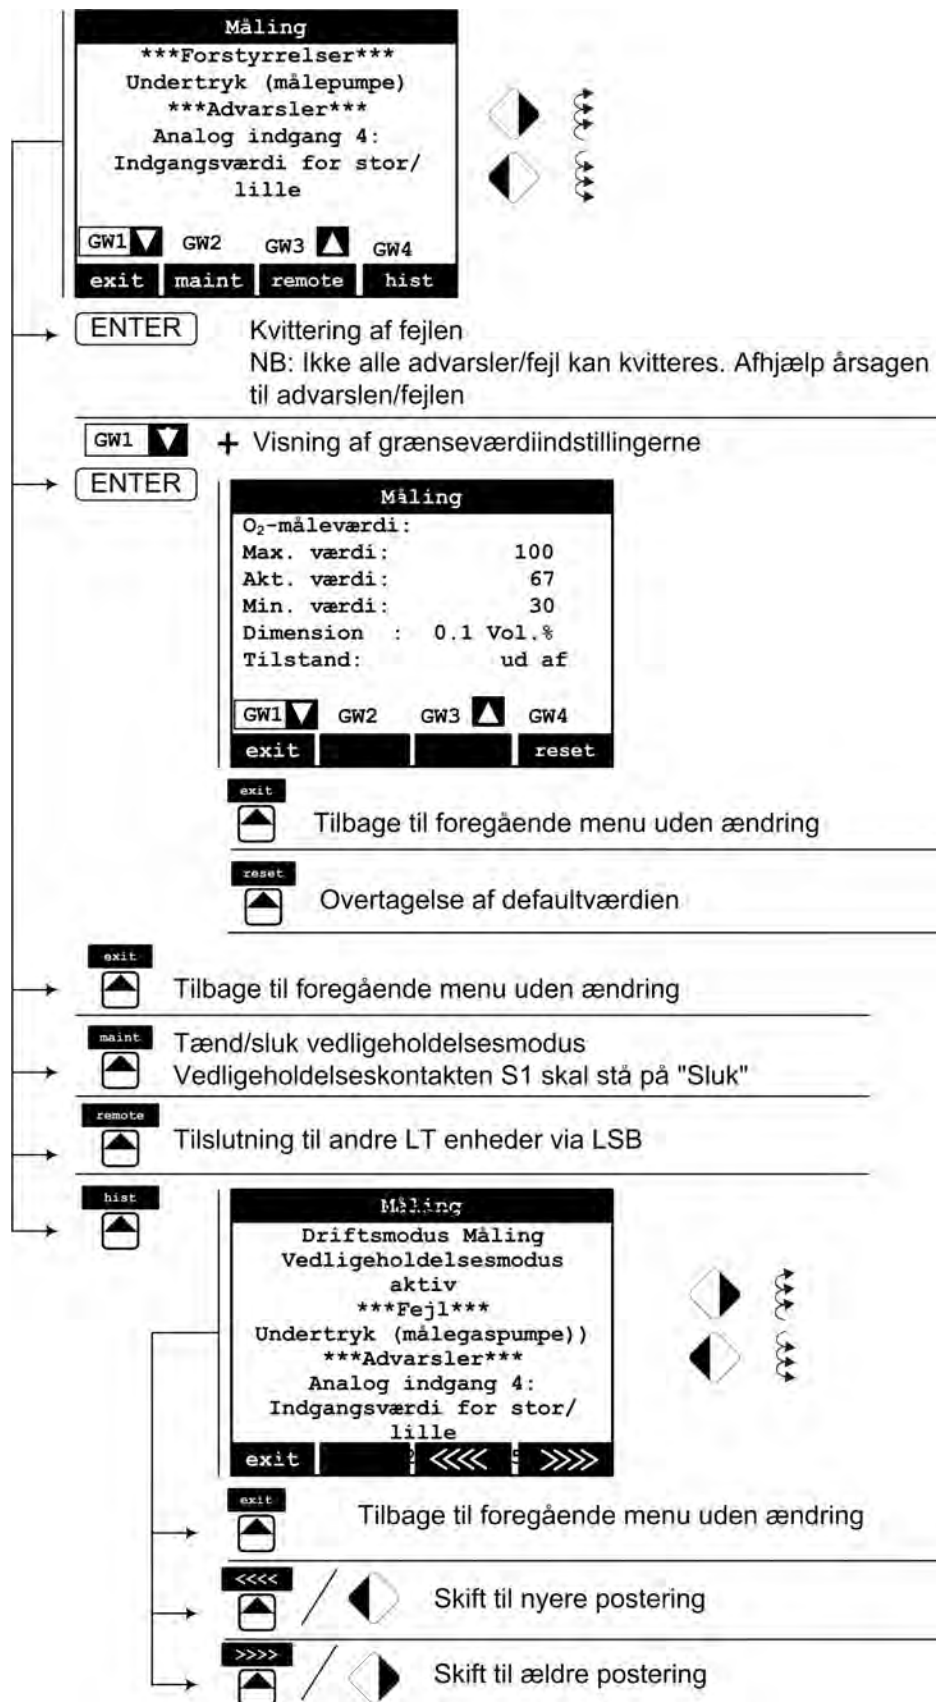 Måling
***Forstyrrelser***
Undertryk (målepumpe)
***Advarsler***
Analog indgang 4:
Indgangsværdi for stor/
lille
GW1 GW2 GW3 GW4
exit maint remote hist
ENTER Kvittering af fejlen
NB: Ikke alle advarsler/fejl kan kvitteres. Afhjælp årsagen
til advarslen/fejlen
GW1 + Visning af grænseværdiindstillingerne
ENTER
Måling
O₂-måleværdi:
Max. værdi: 100
Akt. værdi: 67
Min. værdi: 30
Dimension : 0.1 Vol.%
Tilstand: ud af
GW1 GW2 GW3 GW4
exit reset
exit
Tilbage til foregående menu uden ændring
reset
Overtagelse af defaultværdien
exit
Tilbage til foregående menu uden ændring
maint
Tænd/sluk vedligeholdelsesmodus
Vedligeholdelseskontakten S1 skal stå på "Sluk"
remote
Tilslutning til andre LT enheder via LSB
hist
Måling
Driftsmodus Måling
Vedligeholdelsesmodus
aktiv
***Fejl***
Undertryk (målegaspumpe))
***Advarsler***
Analog indgang 4:
Indgangsværdi for stor/
lille
exit <<<< >>>>
exit
Tilbage til foregående menu uden ændring
<<<<
/ Skift til nyere postering
>>>>
/ Skift til ældre postering